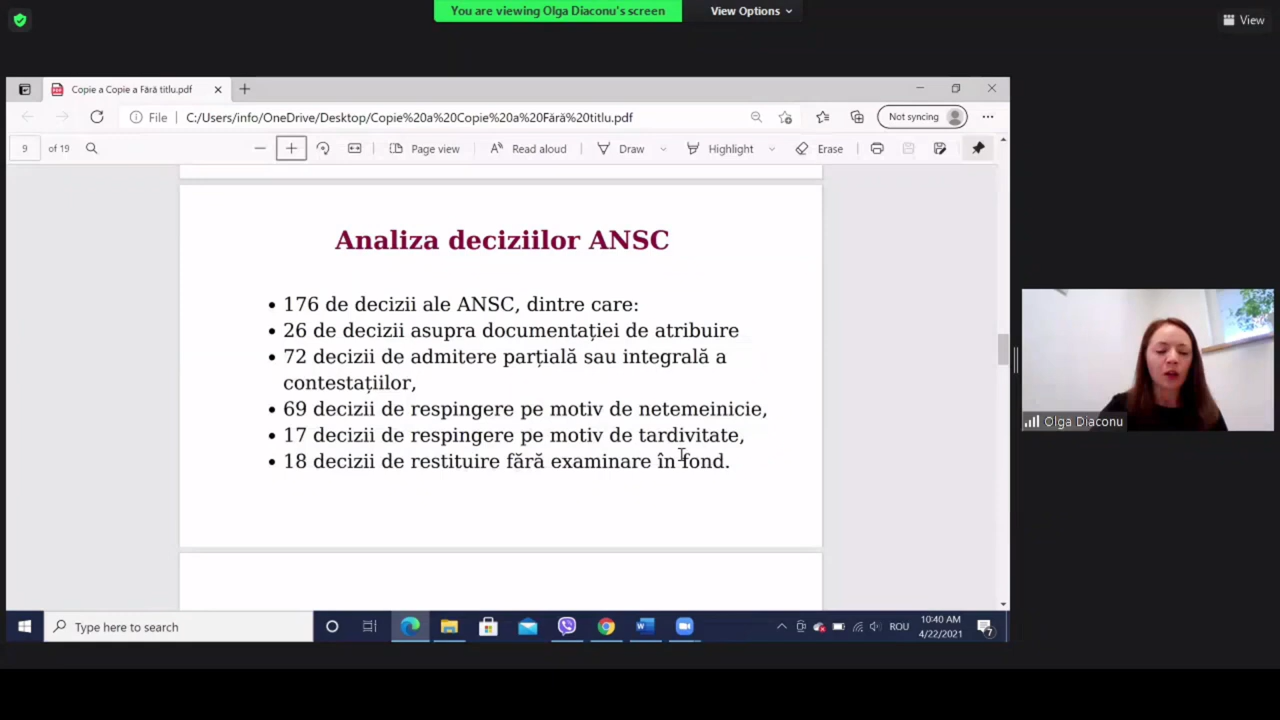 You are viewing Olga Diaconu's screen
View Options
View
Copie a Copie a Fără titlu.pdf
File
C:/Users/info/OneDrive/Desktop/Copie%20a%20Copie%20a%20Fără%20titlu.pdf
Not syncing
9 of 19
Page view
Read aloud
Draw
Highlight
Erase
Analiza deciziilor ANSC
• 176 de decizii ale ANSC, dintre care:
• 26 de decizii asupra documentației de atribuire
• 72 decizii de admitere parțială sau integrală a
contestațiilor,
• 69 decizii de respingere pe motiv de netemeinicie,
• 17 decizii de respingere pe motiv de tardivitate,
• 18 decizii de restituire fără examinare în fond.
Olga Diaconu
Type here to search
ROU
10:40 AM
4/22/2021
7